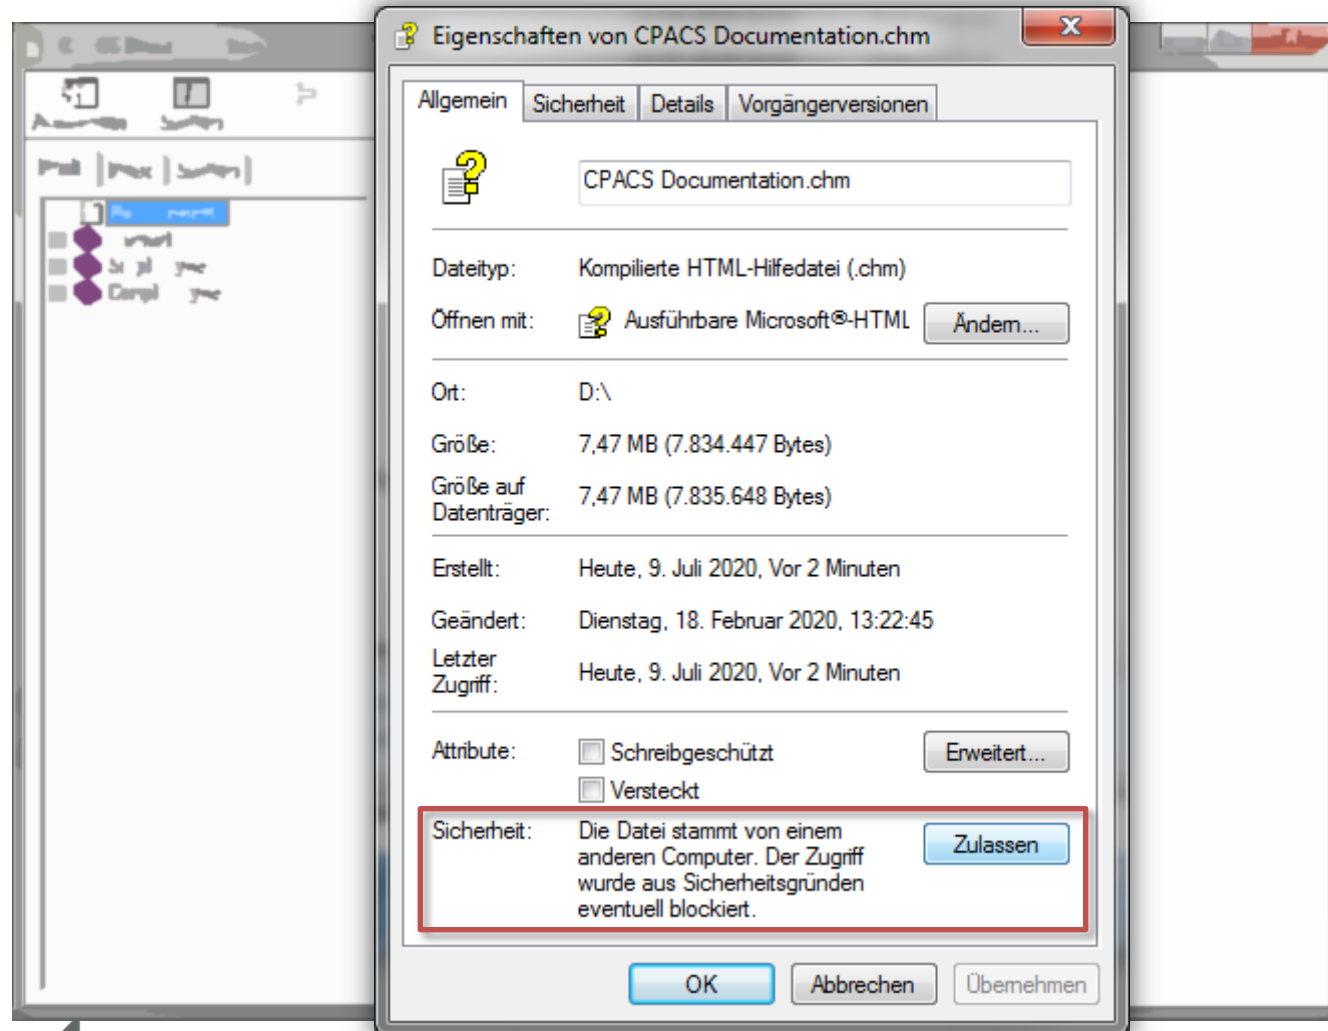 Eigenschaften von CPACS Documentation.chm
x
Allgemein Sicherheit Details Vorgängerversionen
CPACS Documentation.chm
Dateityp: Kompilierte HTML-Hilfedatei (.chm)
Öffnen mit: Ausführbare Microsoft®-HTML Ändern...
Ort: D:\
Größe: 7,47 MB (7.834.447 Bytes)
Größe auf
Datenträger: 7,47 MB (7.835.648 Bytes)
Erstellt: Heute, 9. Juli 2020, Vor 2 Minuten
Geändert: Dienstag, 18. Februar 2020, 13:22:45
Letzter
Zugriff: Heute, 9. Juli 2020, Vor 2 Minuten
Attribute: Schreibgeschützt Erweitert...
Versteckt
Sicherheit: Die Datei stammt von einem
anderen Computer. Der Zugriff
wurde aus Sicherheitsgründen
eventuell blockiert.
Zulassen
OK Abbrechen Übernehmen